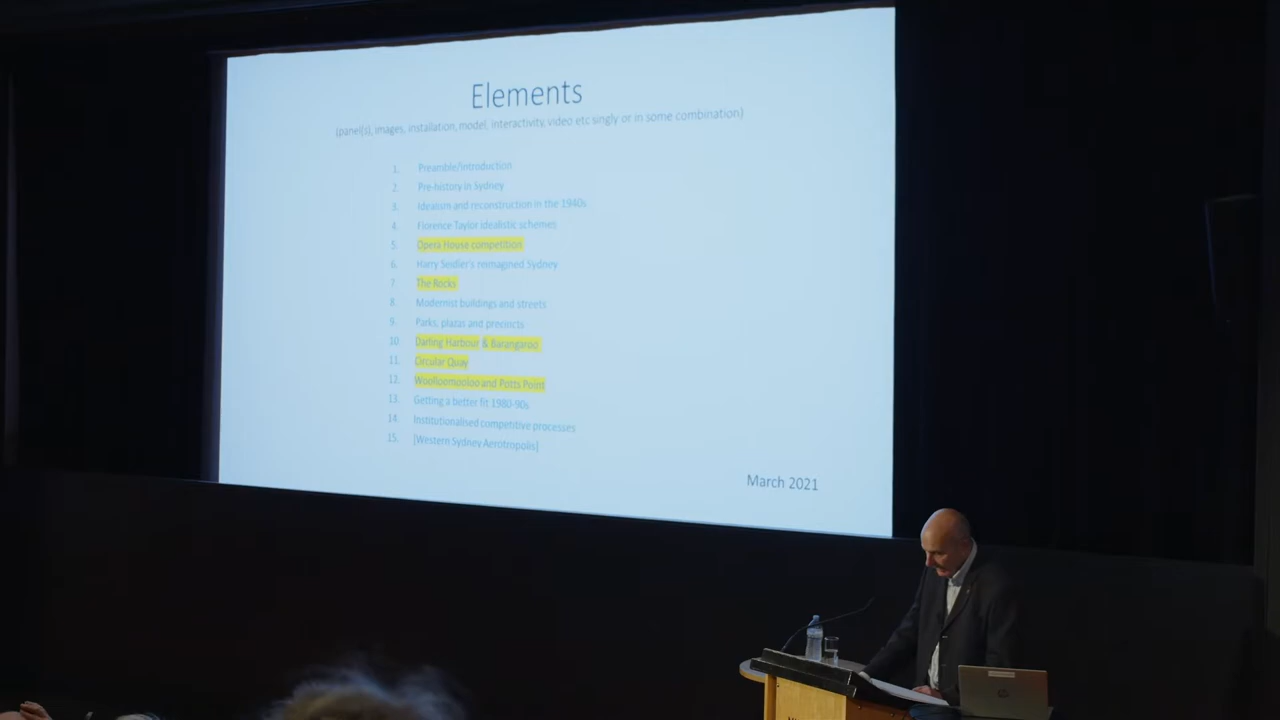 Elements
(panel(s), images, installation, model, interactivity, video etc singly or in some combination)
1. Preamble/introduction
2. Pre-history in Sydney
3. Idealism and reconstruction in the 1940s
4. Florence Taylor idealistic schemes
5. Opera House competition
6. Harry Seidler's reimagined Sydney
7. The Rocks
8. Modernist buildings and streets
9. Parks, plazas and precincts
10. Darling Harbour & Barangaroo
11. Circular Quay
12. Woolloomooloo and Potts Point
13. Getting a better fit 1980-90s
14. Institutionalised competitive processes
15. [Western Sydney Aerotropolis]
March 2021